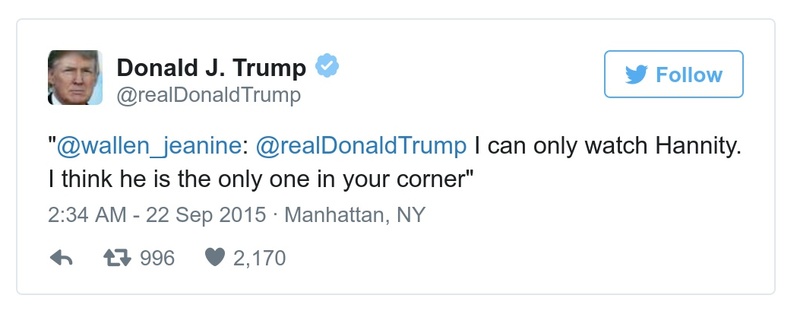 Donald J. Trump
@realDonaldTrump
Follow
"@wallen_jeanine: @realDonaldTrump I can only watch Hannity.
I think he is the only one in your corner"
2:34 AM - 22 Sep 2015 · Manhattan, NY
996 2,170